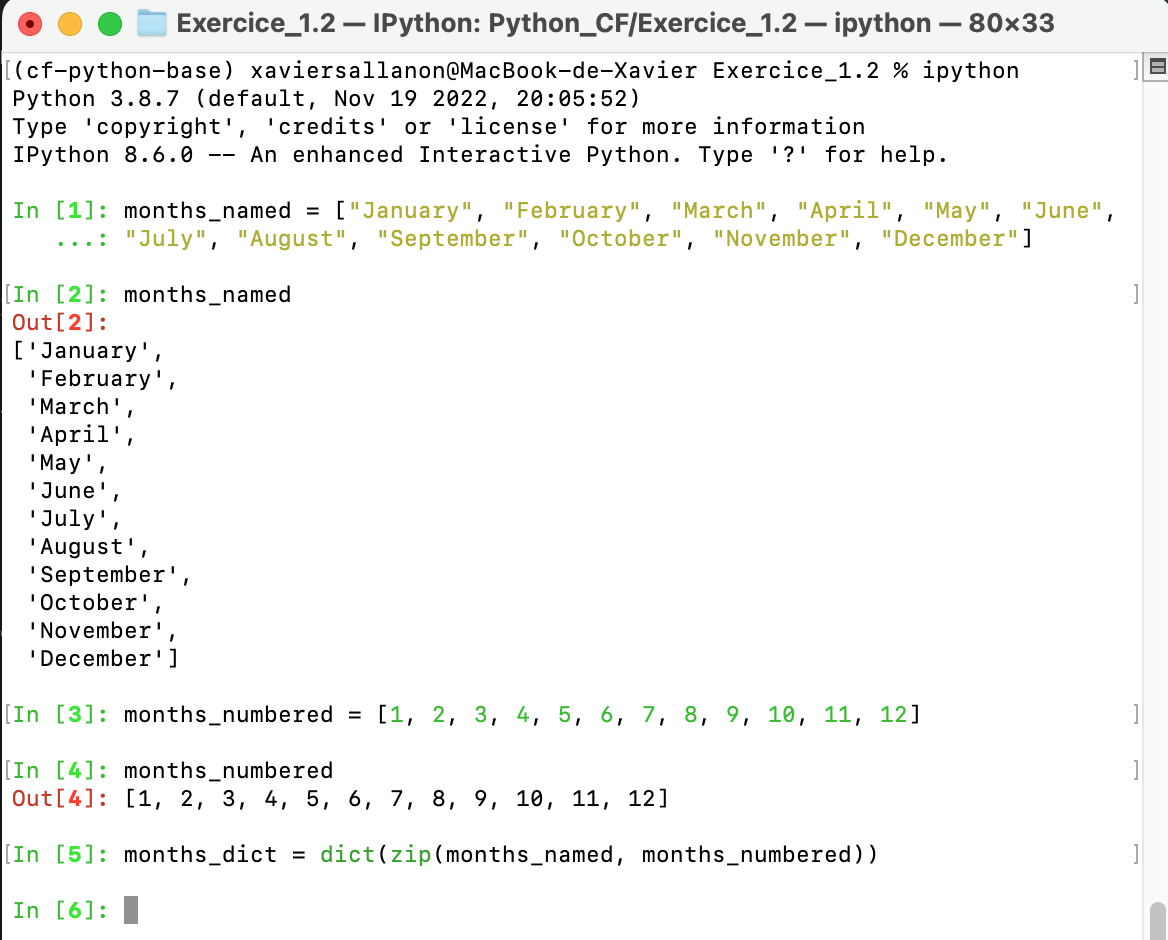 Exercice_1.2 — IPython: Python_CF/Exercice_1.2 — ipython — 80×33
[(cf-python-base) xaviersallanon@MacBook-de-Xavier Exercice_1.2 % ipython ]
Python 3.8.7 (default, Nov 19 2022, 20:05:52)
Type 'copyright', 'credits' or 'license' for more information
IPython 8.6.0 -- An enhanced Interactive Python. Type '?' for help.
In [1]: months_named = ["January", "February", "March", "April", "May", "June",
   ...: "July", "August", "September", "October", "November", "December"]
[In [2]: months_named ]
Out[2]:
['January',
 'February',
 'March',
 'April',
 'May',
 'June',
 'July',
 'August',
 'September',
 'October',
 'November',
 'December']
[In [3]: months_numbered = [1, 2, 3, 4, 5, 6, 7, 8, 9, 10, 11, 12] ]
[In [4]: months_numbered ]
Out[4]: [1, 2, 3, 4, 5, 6, 7, 8, 9, 10, 11, 12]
[In [5]: months_dict = dict(zip(months_named, months_numbered)) ]
In [6]: